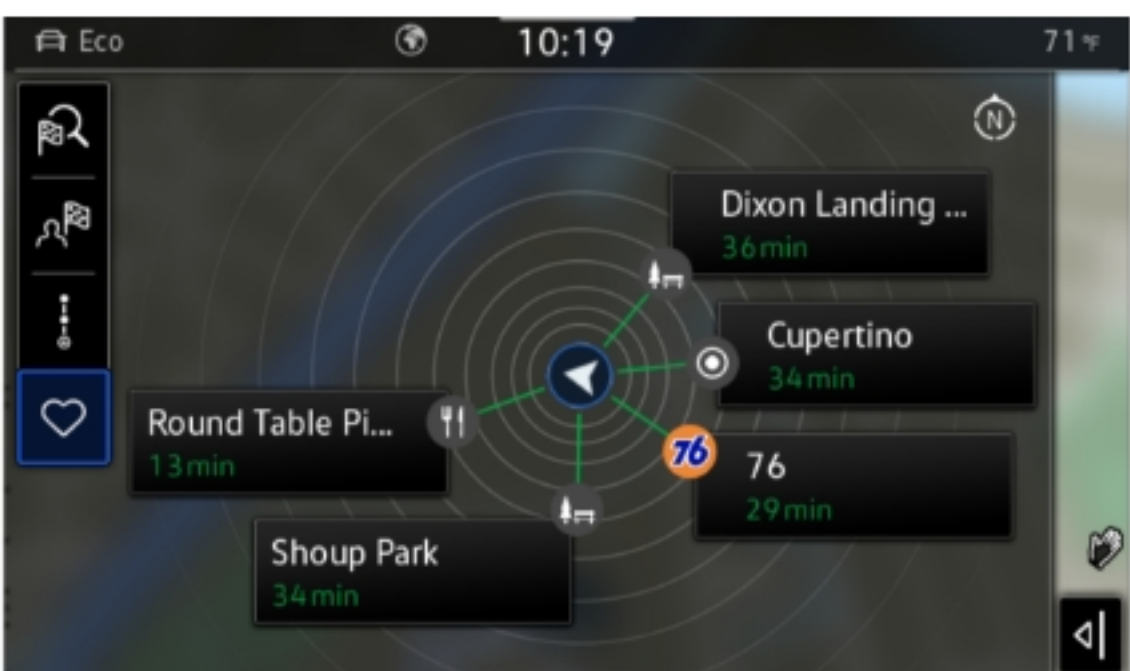 Eco
10:19
71°F
N
Dixon Landing ...
36 min
Cupertino
34 min
Round Table Pi...
13 min
76
76
29 min
Shoup Park
34 min